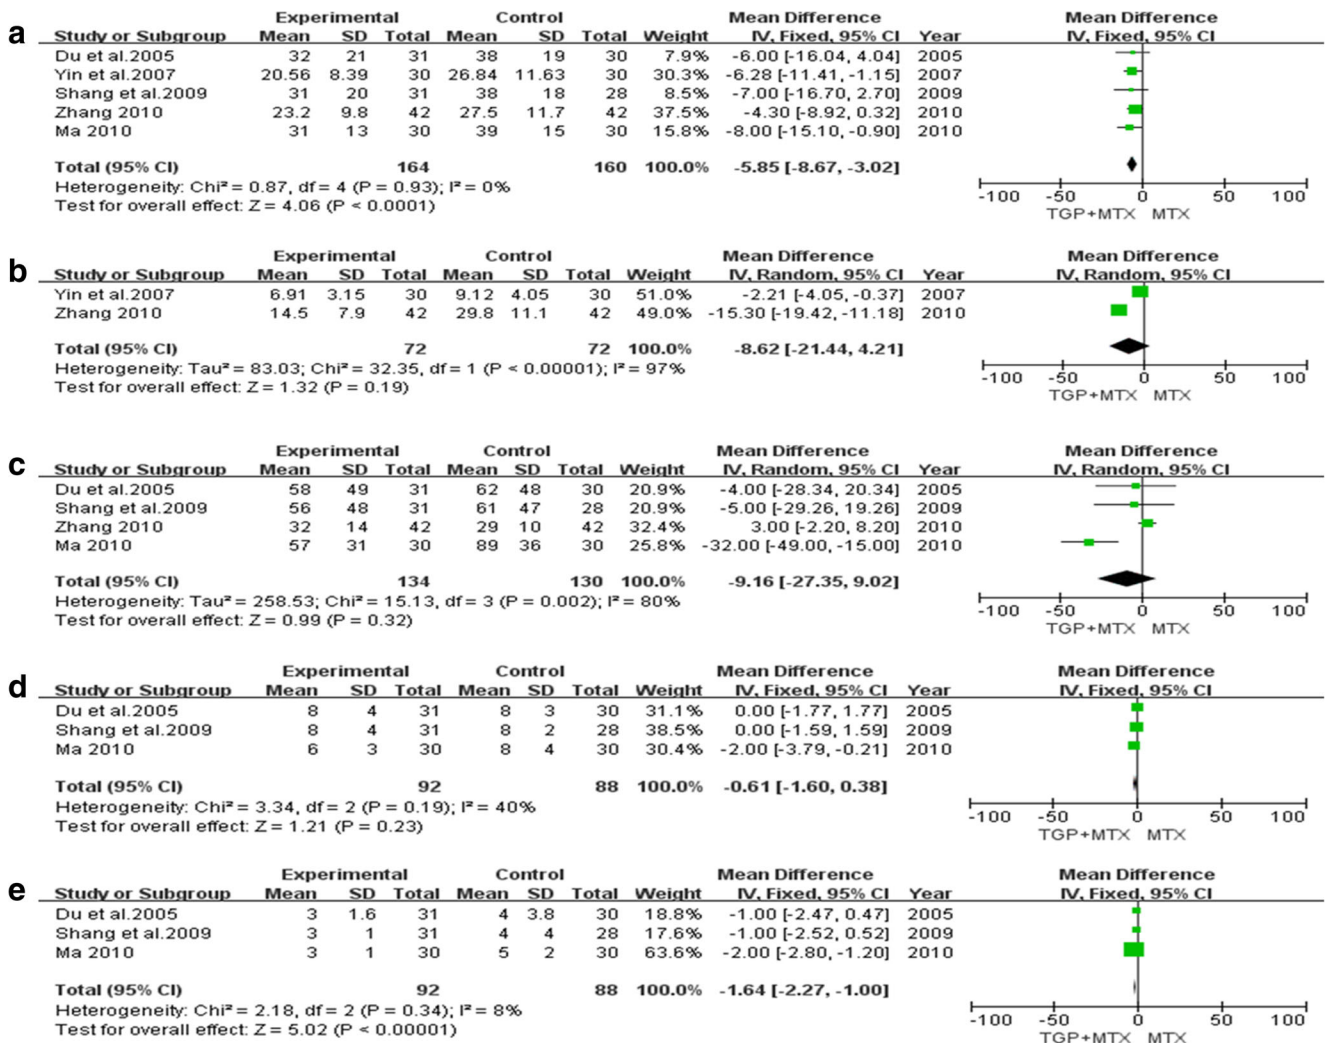 a
Experimental Control Mean Difference Mean Difference
Study or Subgroup Mean SD Total Mean SD Total Weight IV, Fixed, 95% CI Year IV, Fixed, 95% CI
Du et al.2005 32 21 31 38 19 30 7.9% -6.00 [-16.04, 4.04] 2005
Yin et al.2007 20.56 8.39 30 26.84 11.63 30 30.3% -6.28 [-11.41, -1.15] 2007
Shang et al.2009 31 20 31 38 18 28 8.5% -7.00 [-16.70, 2.70] 2009
Zhang 2010 23.2 9.8 42 27.5 11.7 42 37.5% -4.30 [-8.92, 0.32] 2010
Ma 2010 31 13 30 39 15 30 15.8% -8.00 [-15.10, -0.90] 2010
Total (95% CI) 164 160 100.0% -5.85 [-8.67, -3.02]
Heterogeneity: Chi² = 0.87, df = 4 (P = 0.93); I² = 0%
Test for overall effect: Z = 4.06 (P < 0.0001)
-100 -50 0 50 100
TGP+MTX MTX
b
Experimental Control Mean Difference Mean Difference
Study or Subgroup Mean SD Total Mean SD Total Weight IV, Random, 95% CI Year IV, Random, 95% CI
Yin et al.2007 6.91 3.15 30 9.12 4.05 30 51.0% -2.21 [-4.05, -0.37] 2007
Zhang 2010 14.5 7.9 42 29.8 11.1 42 49.0% -15.30 [-19.42, -11.18] 2010
Total (95% CI) 72 72 100.0% -8.62 [-21.44, 4.21]
Heterogeneity: Tau² = 83.03; Chi² = 32.35, df = 1 (P < 0.00001); I² = 97%
Test for overall effect: Z = 1.32 (P = 0.19)
-100 -50 0 50 100
TGP+MTX MTX
c
Experimental Control Mean Difference Mean Difference
Study or Subgroup Mean SD Total Mean SD Total Weight IV, Random, 95% CI Year IV, Random, 95% CI
Du et al.2005 58 49 31 62 48 30 20.9% -4.00 [-28.34, 20.34] 2005
Shang et al.2009 56 48 31 61 47 28 20.9% -5.00 [-29.26, 19.26] 2009
Zhang 2010 32 14 42 29 10 42 32.4% 3.00 [-2.20, 8.20] 2010
Ma 2010 57 31 30 89 36 30 25.8% -32.00 [-49.00, -15.00] 2010
Total (95% CI) 134 130 100.0% -9.16 [-27.35, 9.02]
Heterogeneity: Tau² = 258.53; Chi² = 15.13, df = 3 (P = 0.002); I² = 80%
Test for overall effect: Z = 0.99 (P = 0.32)
-100 -50 0 50 100
TGP+MTX MTX
d
Experimental Control Mean Difference Mean Difference
Study or Subgroup Mean SD Total Mean SD Total Weight IV, Fixed, 95% CI Year IV, Fixed, 95% CI
Du et al.2005 8 4 31 8 3 30 31.1% 0.00 [-1.77, 1.77] 2005
Shang et al.2009 8 4 31 8 2 28 38.5% 0.00 [-1.59, 1.59] 2009
Ma 2010 6 3 30 8 4 30 30.4% -2.00 [-3.79, -0.21] 2010
Total (95% CI) 92 88 100.0% -0.61 [-1.60, 0.38]
Heterogeneity: Chi² = 3.34, df = 2 (P = 0.19); I² = 40%
Test for overall effect: Z = 1.21 (P = 0.23)
-100 -50 0 50 100
TGP+MTX MTX
e
Experimental Control Mean Difference Mean Difference
Study or Subgroup Mean SD Total Mean SD Total Weight IV, Fixed, 95% CI Year IV, Fixed, 95% CI
Du et al.2005 3 1.6 31 4 3.8 30 18.8% -1.00 [-2.47, 0.47] 2005
Shang et al.2009 3 1 31 4 4 28 17.6% -1.00 [-2.52, 0.52] 2009
Ma 2010 3 1 30 5 2 30 63.6% -2.00 [-2.80, -1.20] 2010
Total (95% CI) 92 88 100.0% -1.64 [-2.27, -1.00]
Heterogeneity: Chi² = 2.18, df = 2 (P = 0.34); I² = 8%
Test for overall effect: Z = 5.02 (P < 0.00001)
-100 -50 0 50 100
TGP+MTX MTX